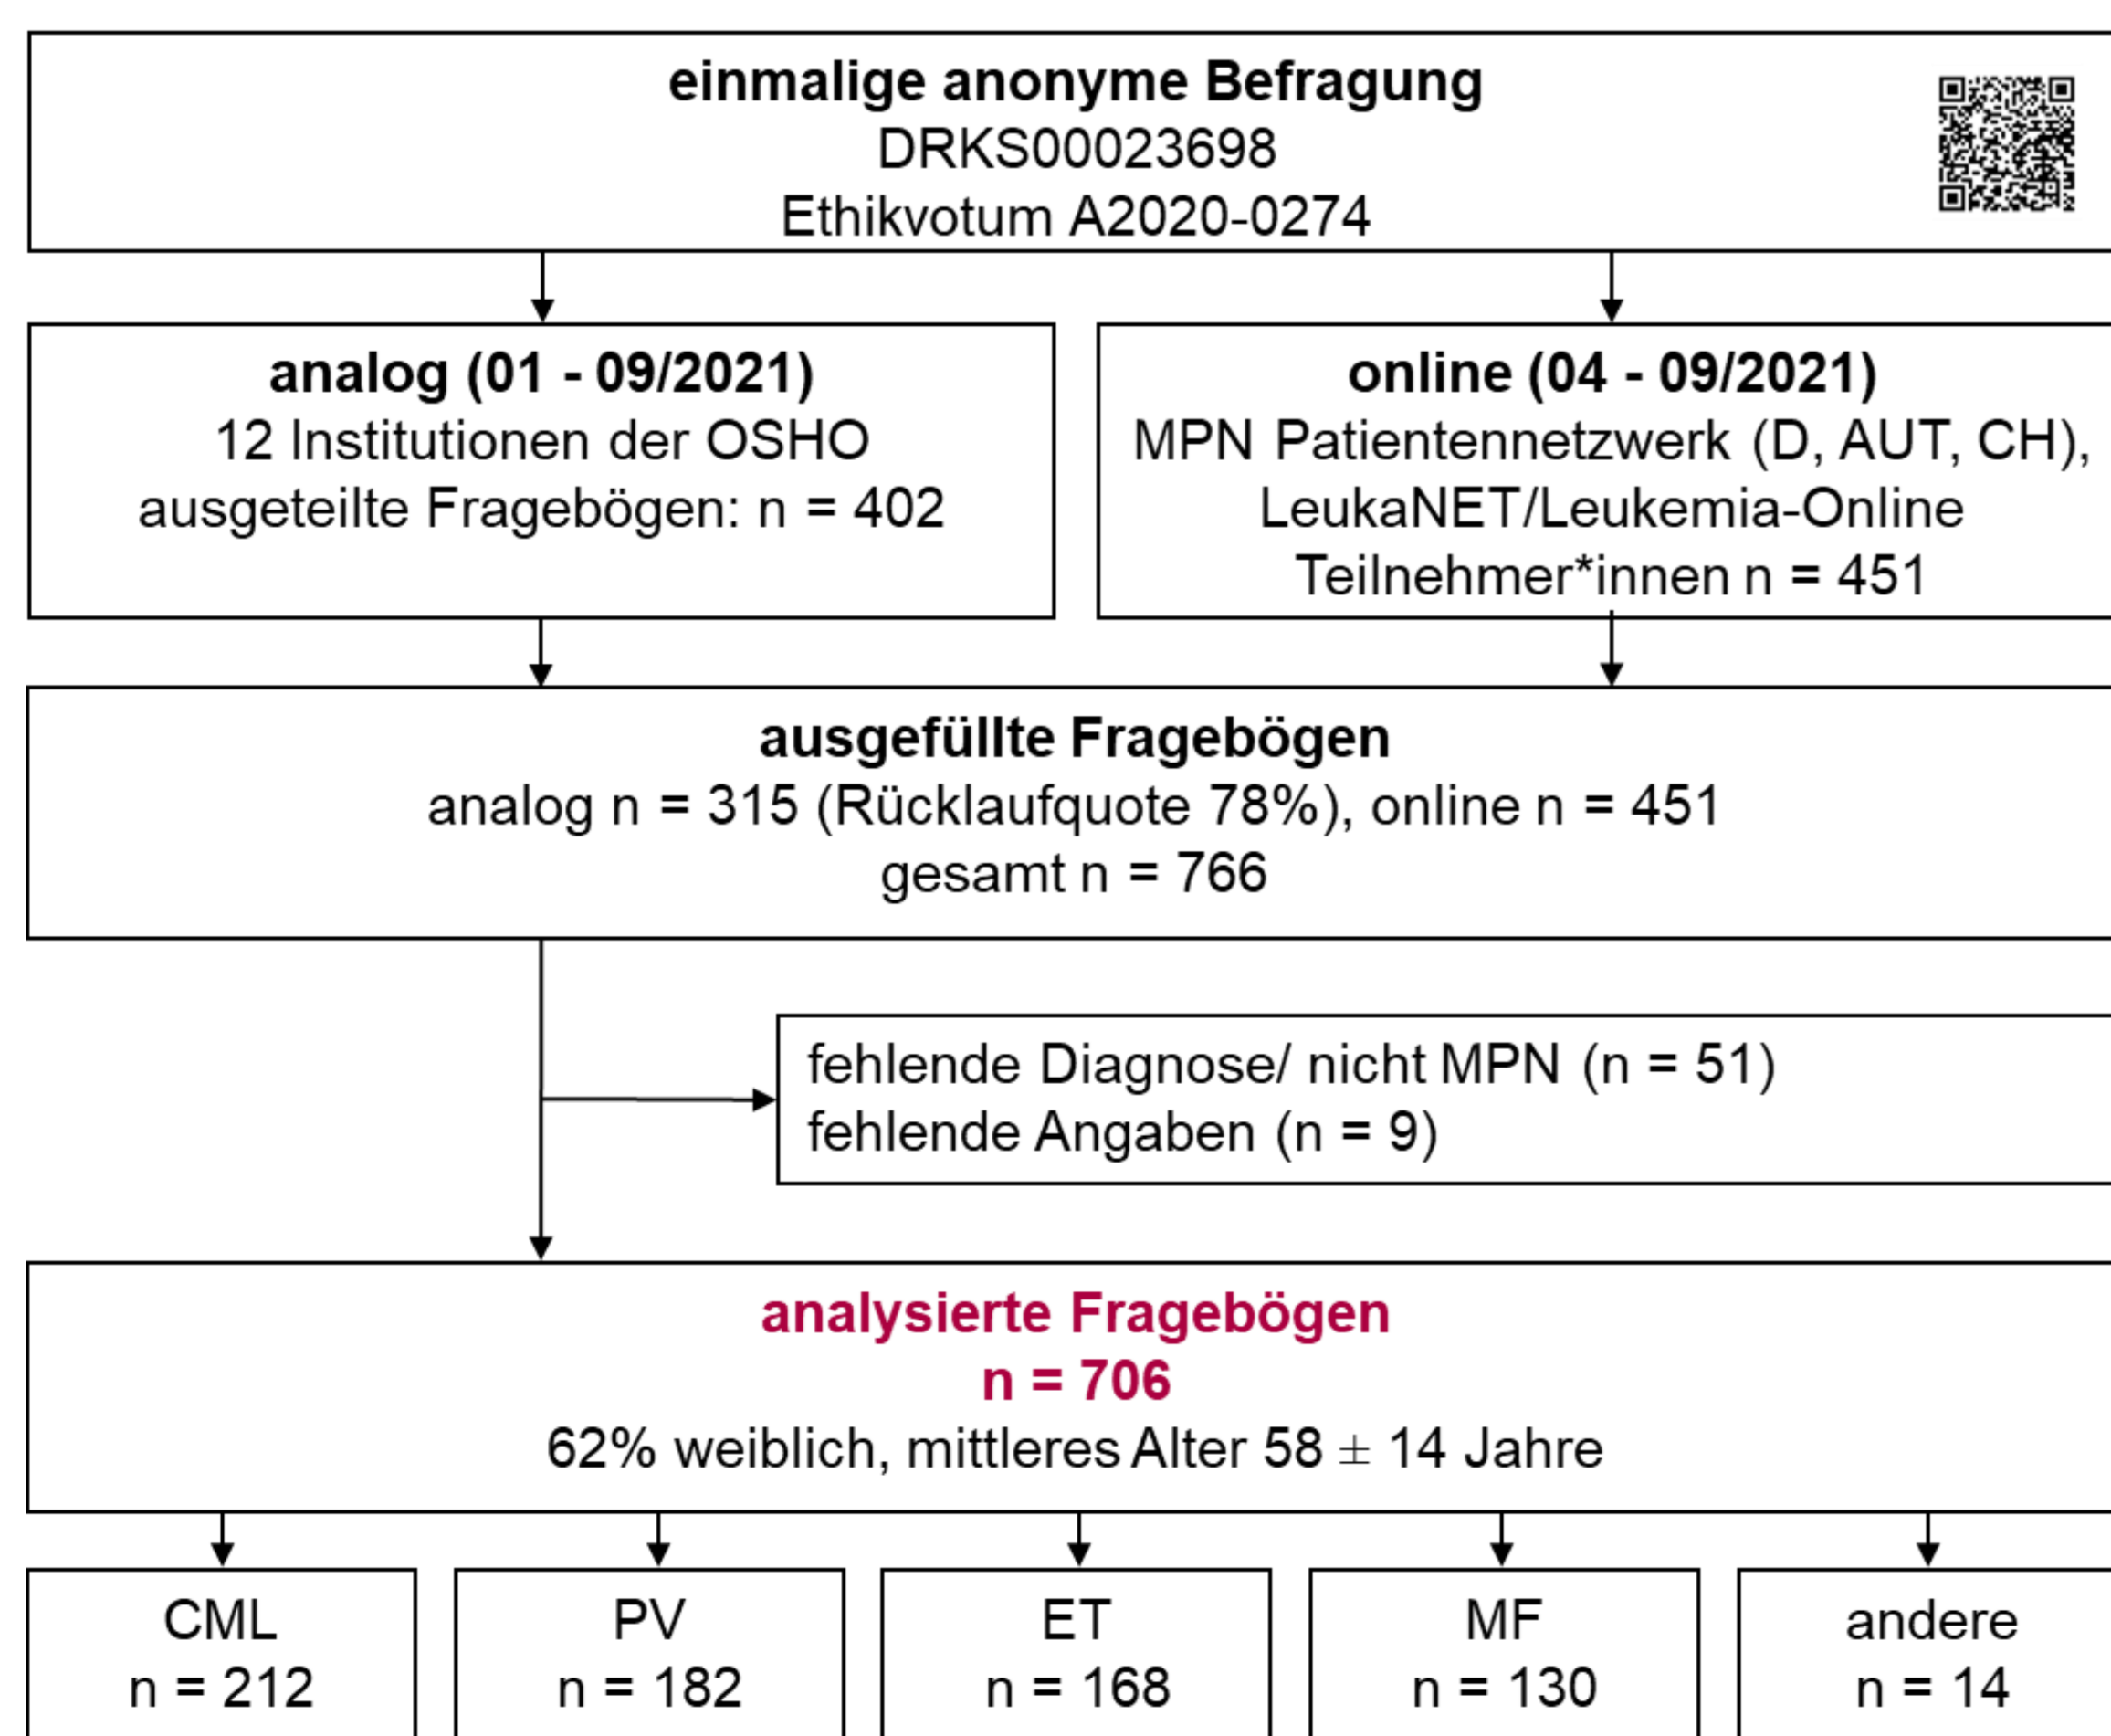 einmalige anonyme Befragung
DRKS00023698
Ethikvotum A2020-0274
analog (01 - 09/2021)
12 Institutionen der OSHO
ausgeteilte Fragebögen: n = 402
online (04 - 09/2021)
MPN Patientennetzwerk (D, AUT, CH),
LeukaNET/Leukemia-Online
Teilnehmer*innen n = 451
ausgefüllte Fragebögen
analog n = 315 (Rücklaufquote 78%), online n = 451
gesamt n = 766
fehlende Diagnose/ nicht MPN (n = 51)
fehlende Angaben (n = 9)
analysierte Fragebögen
n = 706
62% weiblich, mittleres Alter 58 ± 14 Jahre
CML
n = 212
PV
n = 182
ET
n = 168
MF
n = 130
andere
n = 14